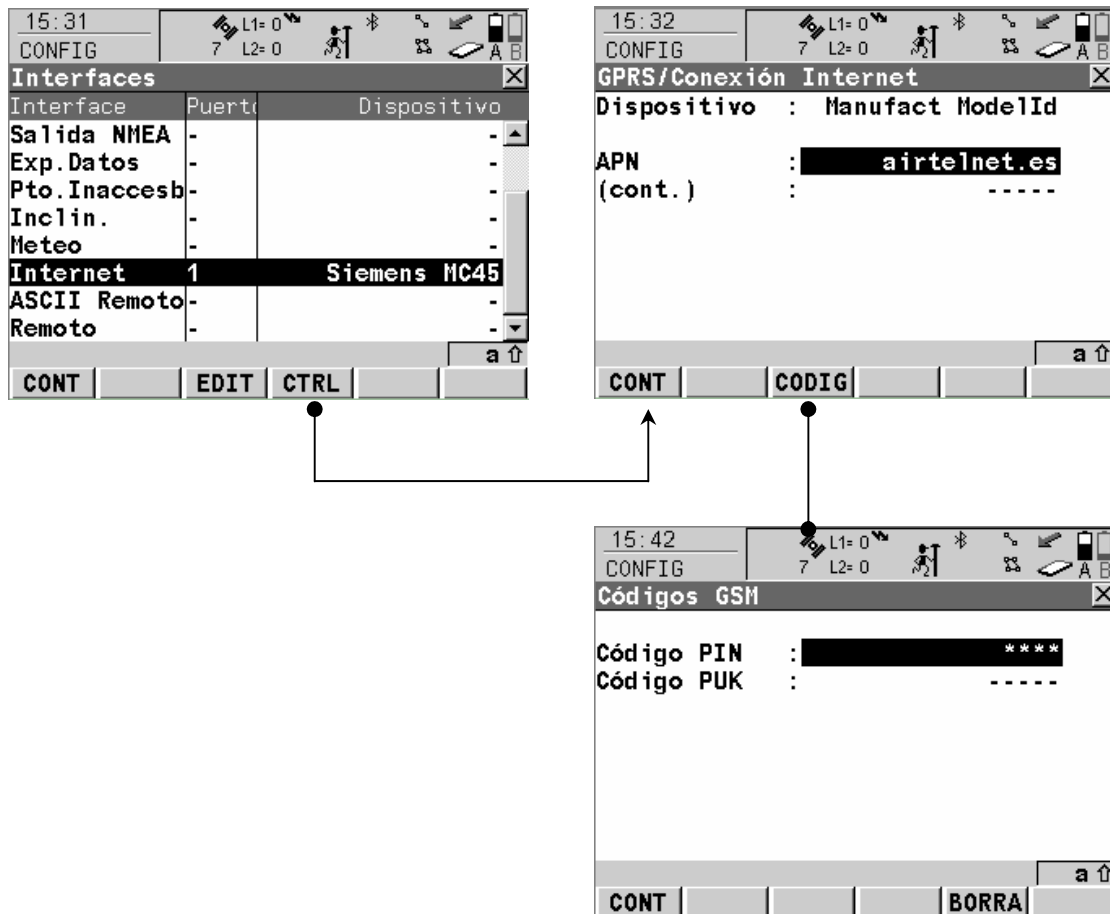 15:31
CONFIG
L1= 0
7 L2= 0
A B
Interfaces
Interface Puerto Dispositivo
Salida NMEA - -
Exp.Datos - -
Pto.Inaccesb - -
Inclin. - -
Meteo - -
Internet 1 Siemens MC45
ASCII Remoto - -
Remoto - -
a
CONT EDIT CTRL
15:32
CONFIG
L1= 0
7 L2= 0
A B
GPRS/Conexión Internet
Dispositivo : Manufact ModelId
APN : airtelnet.es
(cont.) : -----
a
CONT CODIG
15:42
CONFIG
L1= 0
7 L2= 0
A B
Códigos GSM
Código PIN : ****
Código PUK : -----
a
CONT BORRA